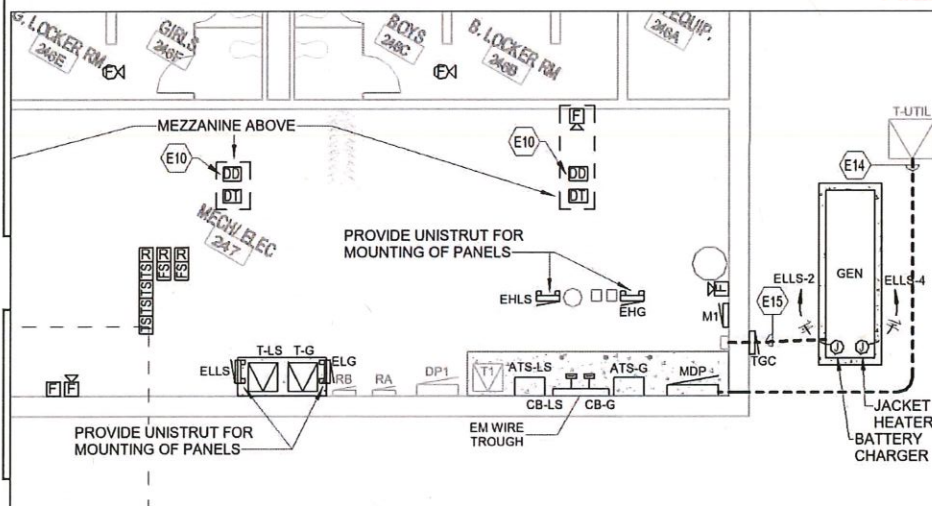 G. LOCKER RM
246E
GIRLS
246F
BOYS
246C
B. LOCKER RM
246B
EQUIP.
246A
F
F
MEZZANINE ABOVE
F
T-UTIL
E10
DD
E10
DD
E14
DT
DT
MECH/ELEC
247
PROVIDE UNISTRUT FOR
MOUNTING OF PANELS
R
R
R
TS
FS
FS
TS
TS
TS
ELLS-2
GEN
ELLS-4
EHLS
EHG
F
M1
E15
J
J
TGC
T-LS
T-G
ELLS
ELG
RB
RA
DP1
T1
ATS-LS
ATS-G
MDP
4
CB-LS
CB-G
F
F
EM WIRE
TROUGH
PROVIDE UNISTRUT FOR
MOUNTING OF PANELS
JACKET
HEATER
BATTERY
CHARGER